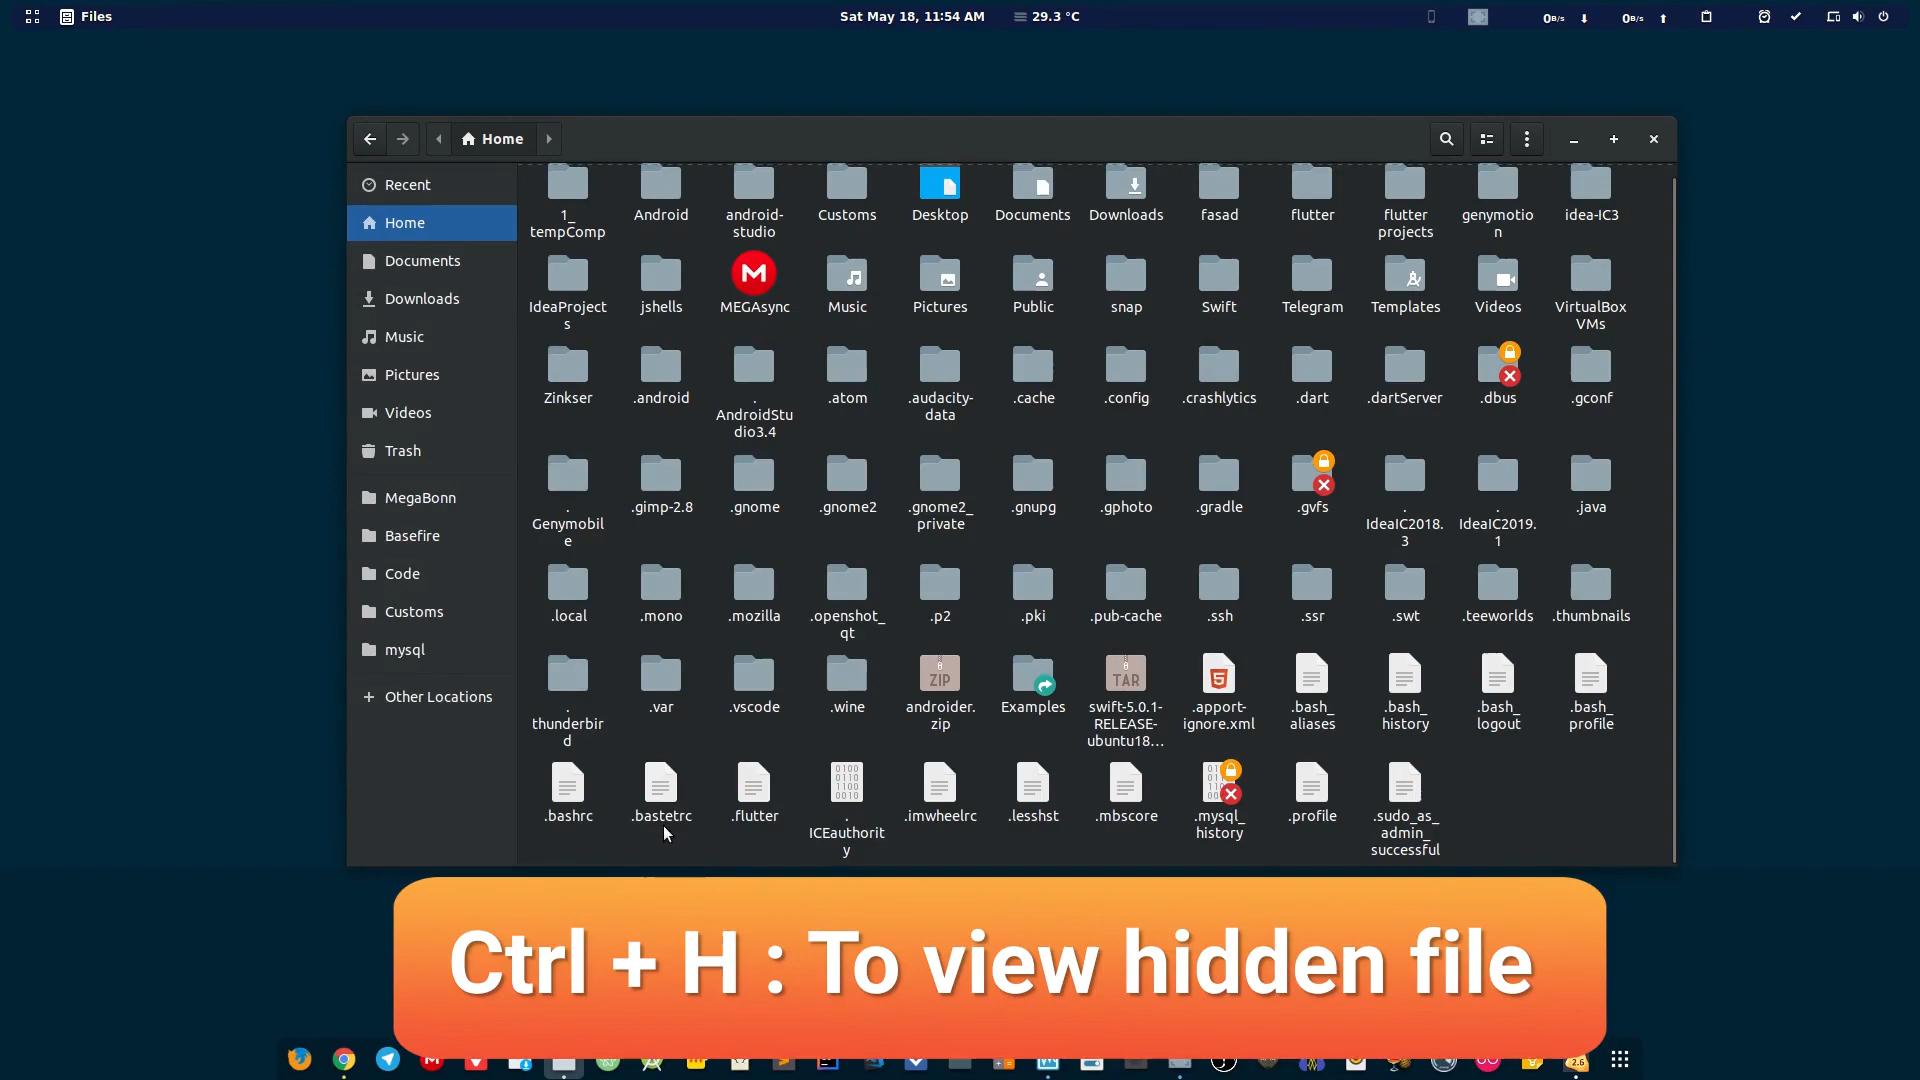 Files
Sat May 18, 11:54 AM
29.3 °C
0B/s
0B/s
Home
Recent
Home
Documents
Downloads
Music
Pictures
Videos
Trash
MegaBonn
Basefire
Code
Customs
mysql
Other Locations
1_
tempComp
Android
android-
studio
Customs
Desktop
Documents
Downloads
fasad
flutter
flutter
projects
genymotio
n
idea-IC3
IdeaProject
s
jshells
MEGAsync
Music
Pictures
Public
snap
Swift
Telegram
Templates
Videos
VirtualBox
VMs
Zinkser
.android
.
AndroidStu
dio3.4
.atom
.audacity-
data
.cache
.config
.crashlytics
.dart
.dartServer
.dbus
.gconf
.
Genymobil
e
.gimp-2.8
.gnome
.gnome2
.gnome2_
private
.gnupg
.gphoto
.gradle
.gvfs
.
IdeaIC2018.
3
.
IdeaIC2019.
1
.java
.local
.mono
.mozilla
.openshot_
qt
.p2
.pki
.pub-cache
.ssh
.ssr
.swt
.teeworlds
.thumbnails
.
thunderbir
d
.var
.vscode
.wine
ZIP
androider.
zip
Examples
TAR
swift-5.0.1-
RELEASE-
ubuntu18...
.apport-
ignore.xml
.bash_
aliases
.bash_
history
.bash_
logout
.bash_
profile
.bashrc
.bastetrc
.flutter
.
ICEauthorit
y
.imwheelrc
.lesshst
.mbscore
.mysql_
history
.profile
.sudo_as_
admin_
successful
Ctrl + H : To view hidden file
2.6